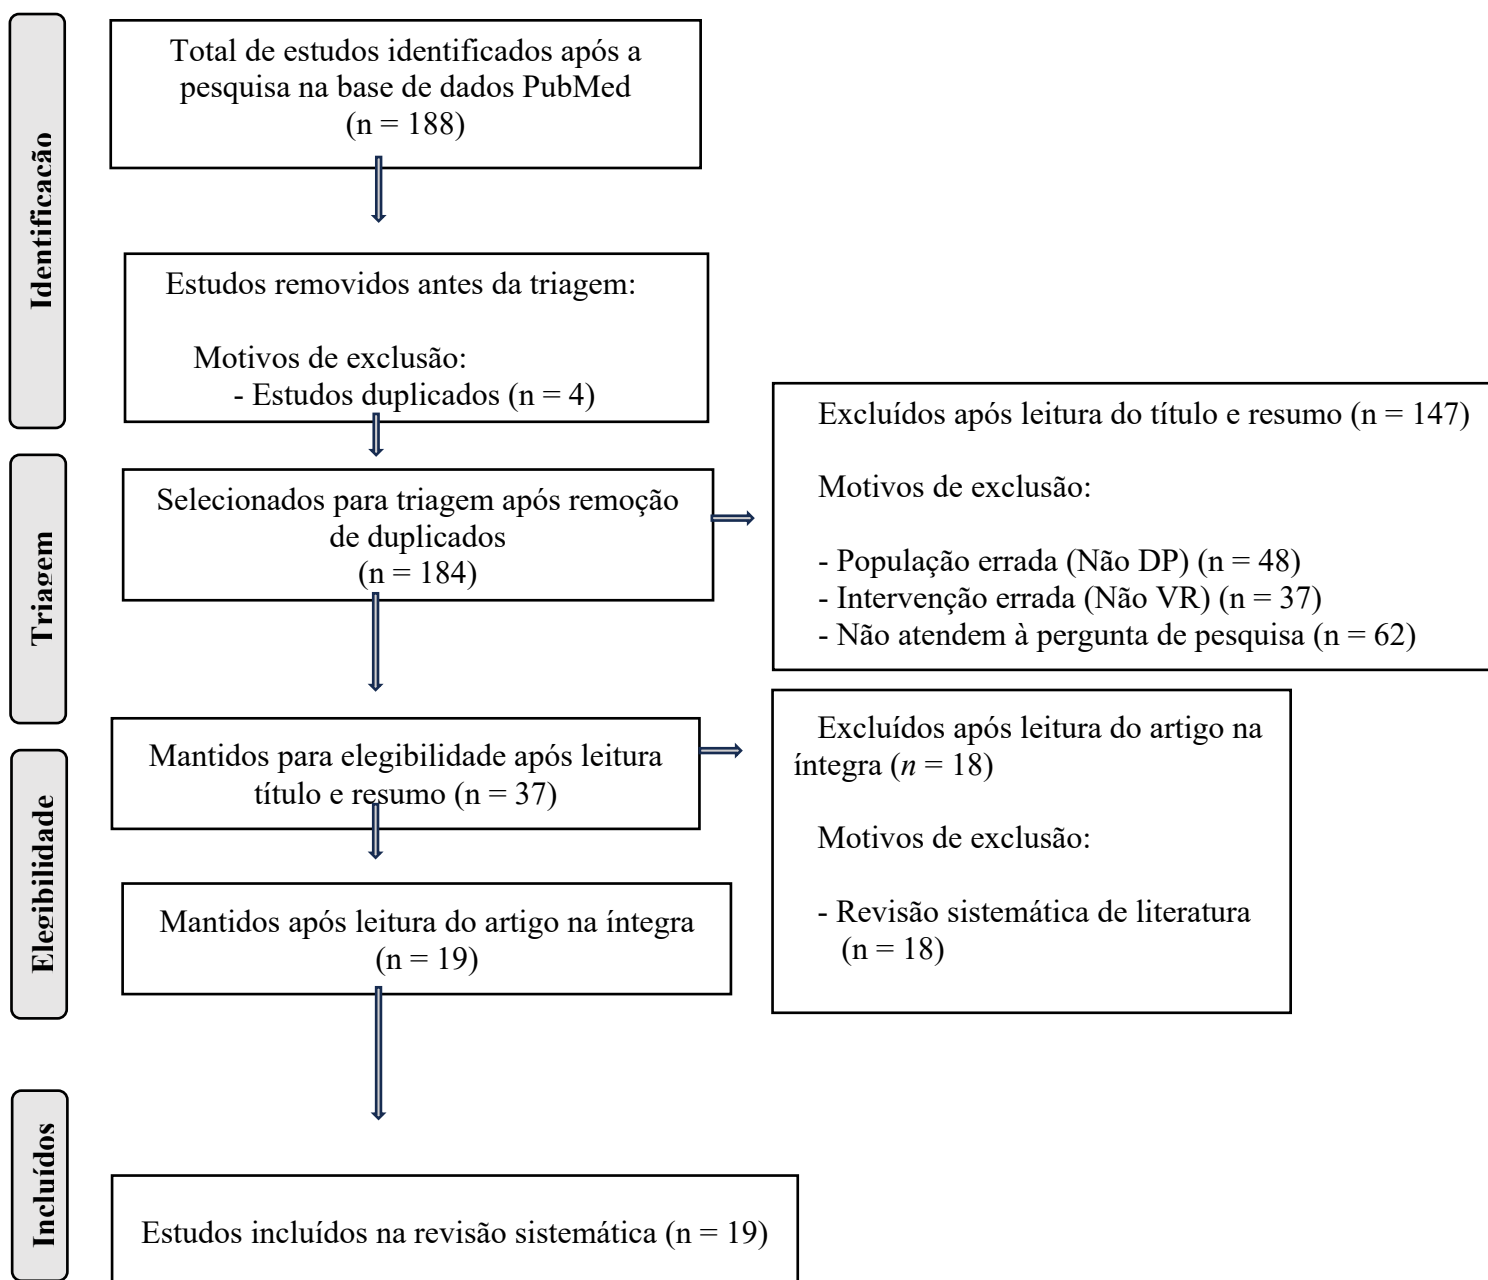 Identificação
Total de estudos identificados após a
pesquisa na base de dados PubMed
(n = 188)
Estudos removidos antes da triagem:
Motivos de exclusão:
- Estudos duplicados (n = 4)
Triagem
Selecionados para triagem após remoção
de duplicados
(n = 184)
Excluídos após leitura do título e resumo (n = 147)
Motivos de exclusão:
- População errada (Não DP) (n = 48)
- Intervenção errada (Não VR) (n = 37)
- Não atendem à pergunta de pesquisa (n = 62)
Elegibilidade
Mantidos para elegibilidade após leitura
título e resumo (n = 37)
Excluídos após leitura do artigo na
íntegra (n = 18)
Motivos de exclusão:
- Revisão sistemática de literatura
(n = 18)
Mantidos após leitura do artigo na íntegra
(n = 19)
Incluídos
Estudos incluídos na revisão sistemática (n = 19)